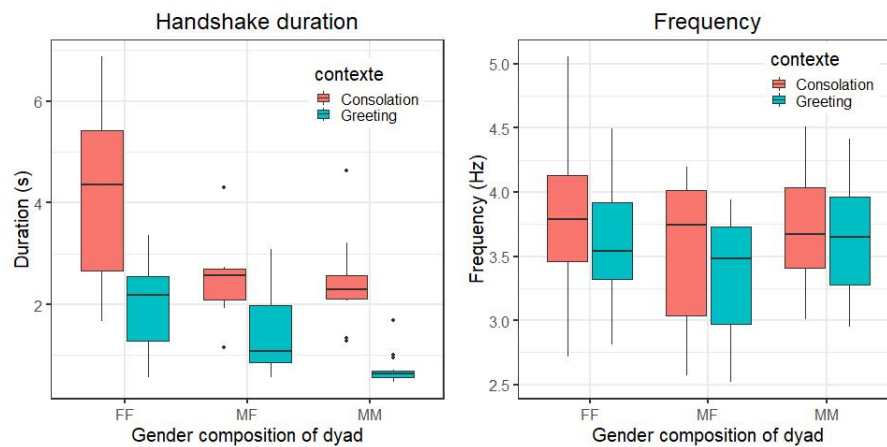 Handshake duration
Duration (s)
6
4
2
contexte
Consolation
Greeting
FF
MF
MM
Gender composition of dyad
Frequency
Frequency (Hz)
5.0
4.5
4.0
3.5
3.0
2.5
contexte
Consolation
Greeting
FF
MF
MM
Gender composition of dyad